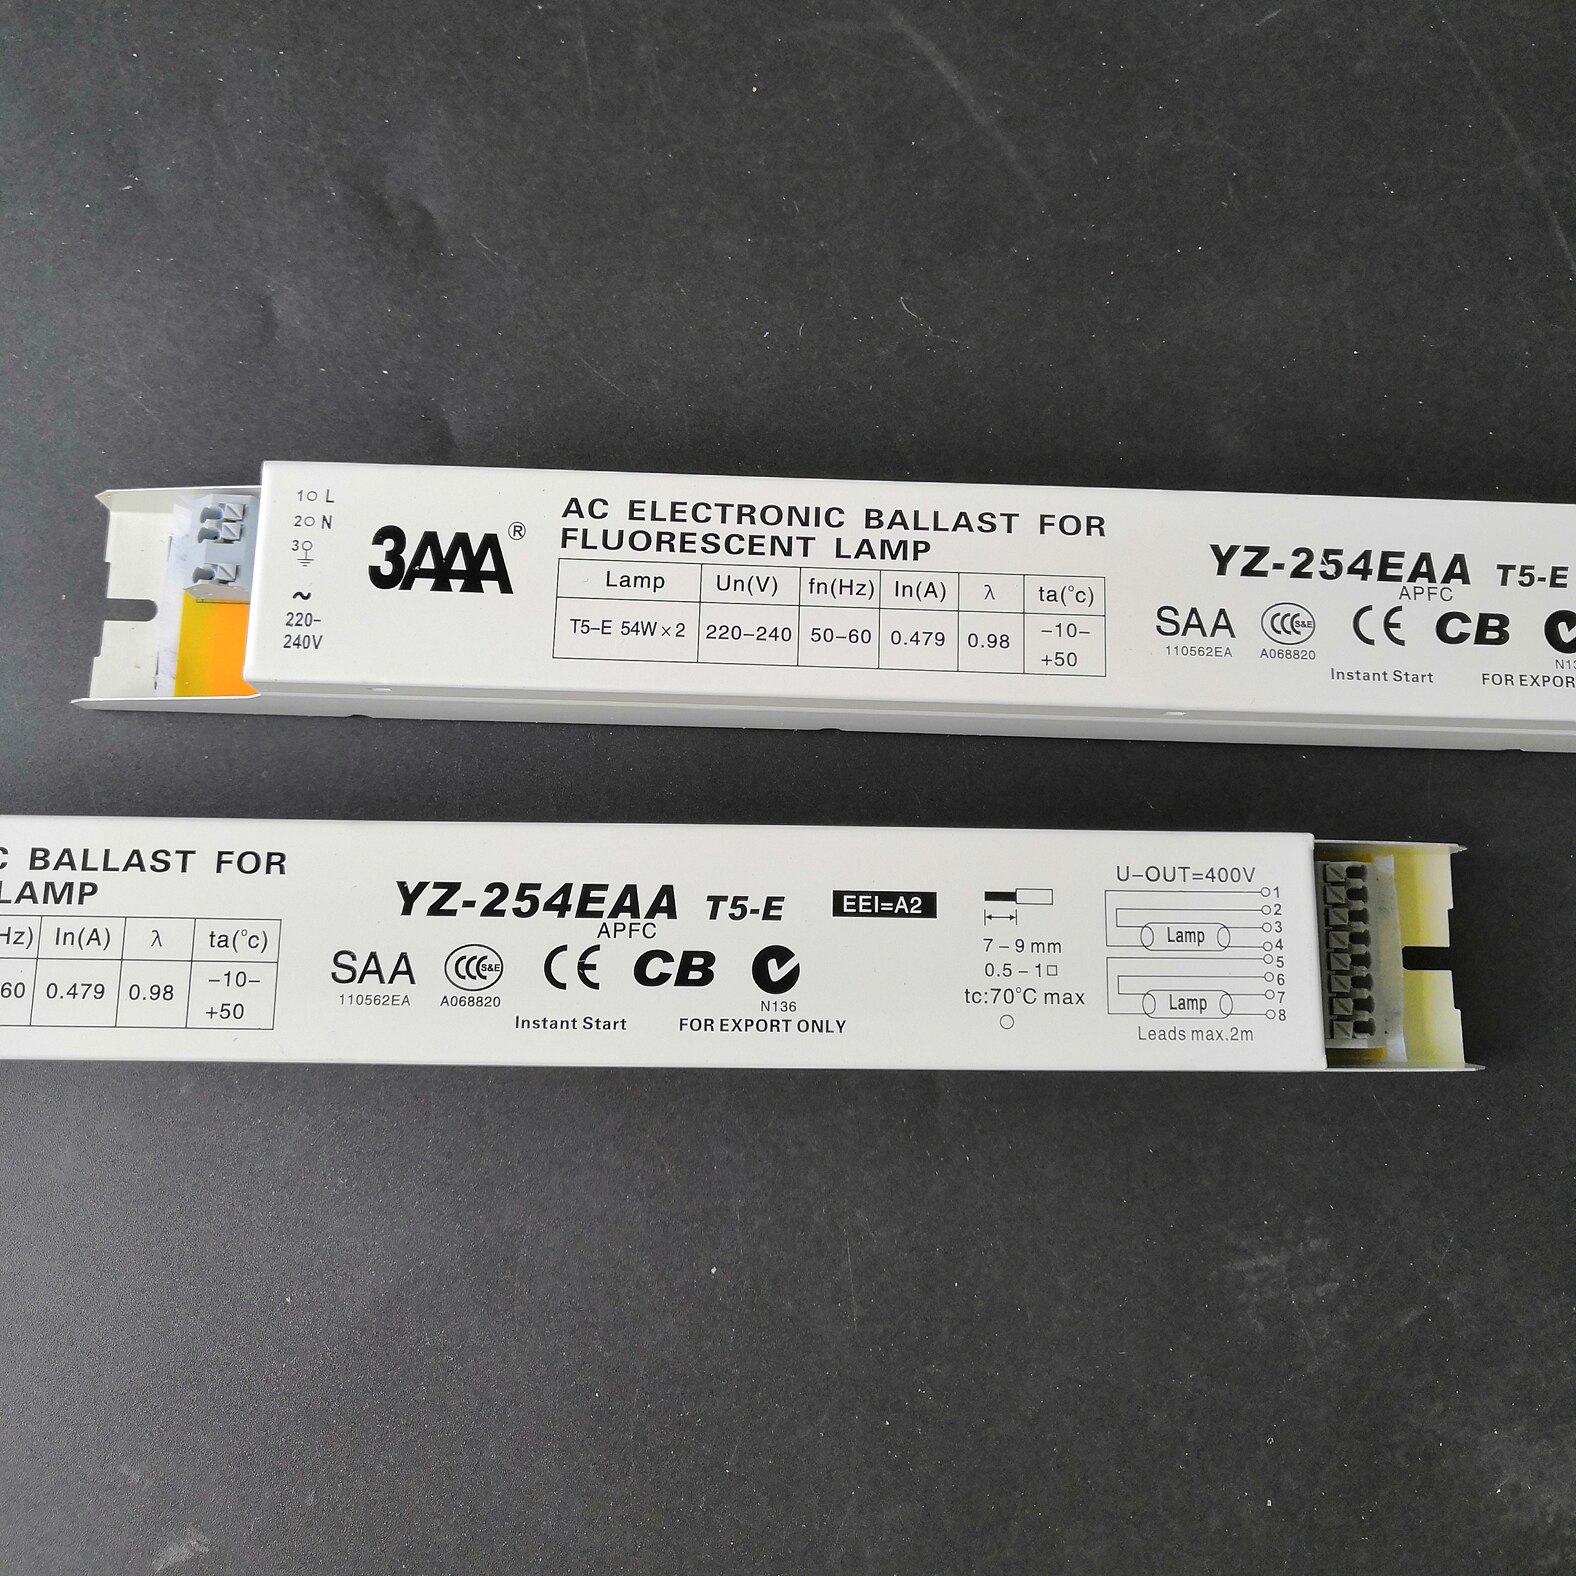 1 L
2 N
3
~
220-
240V
3AAA®
AC ELECTRONIC BALLAST FOR
FLUORESCENT LAMP
Lamp Un(V) fn(Hz) In(A) λ ta(°c)
T5-E 54W×2 220-240 50-60 0.479 0.98 -10-
+50
YZ-254EAA T5-E
APFC
SAA CCC S&E CE CB
110562EA A068820 N13
Instant Start FOR EXPOR
C BALLAST FOR
LAMP
Hz) In(A) λ ta(°c)
60 0.479 0.98 -10-
+50
YZ-254EAA T5-E EEI=A2
APFC
SAA CCC S&E CE CB
110562EA A068820 N136
Instant Start FOR EXPORT ONLY
7-9mm
0.5-1□
tc:70°C max
U-OUT=400V
1
2
3
Lamp
4
5
6
7
Lamp
8
Leads max.2m